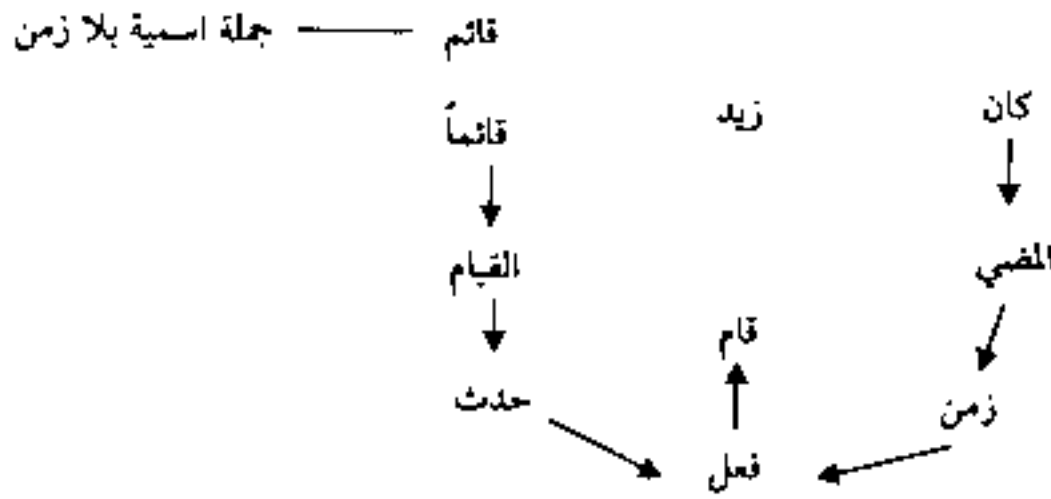 قائم جملة اسمية بلا زمن
كان زيد قائماً
المضي القيام
قام
زمن حدث
فعل